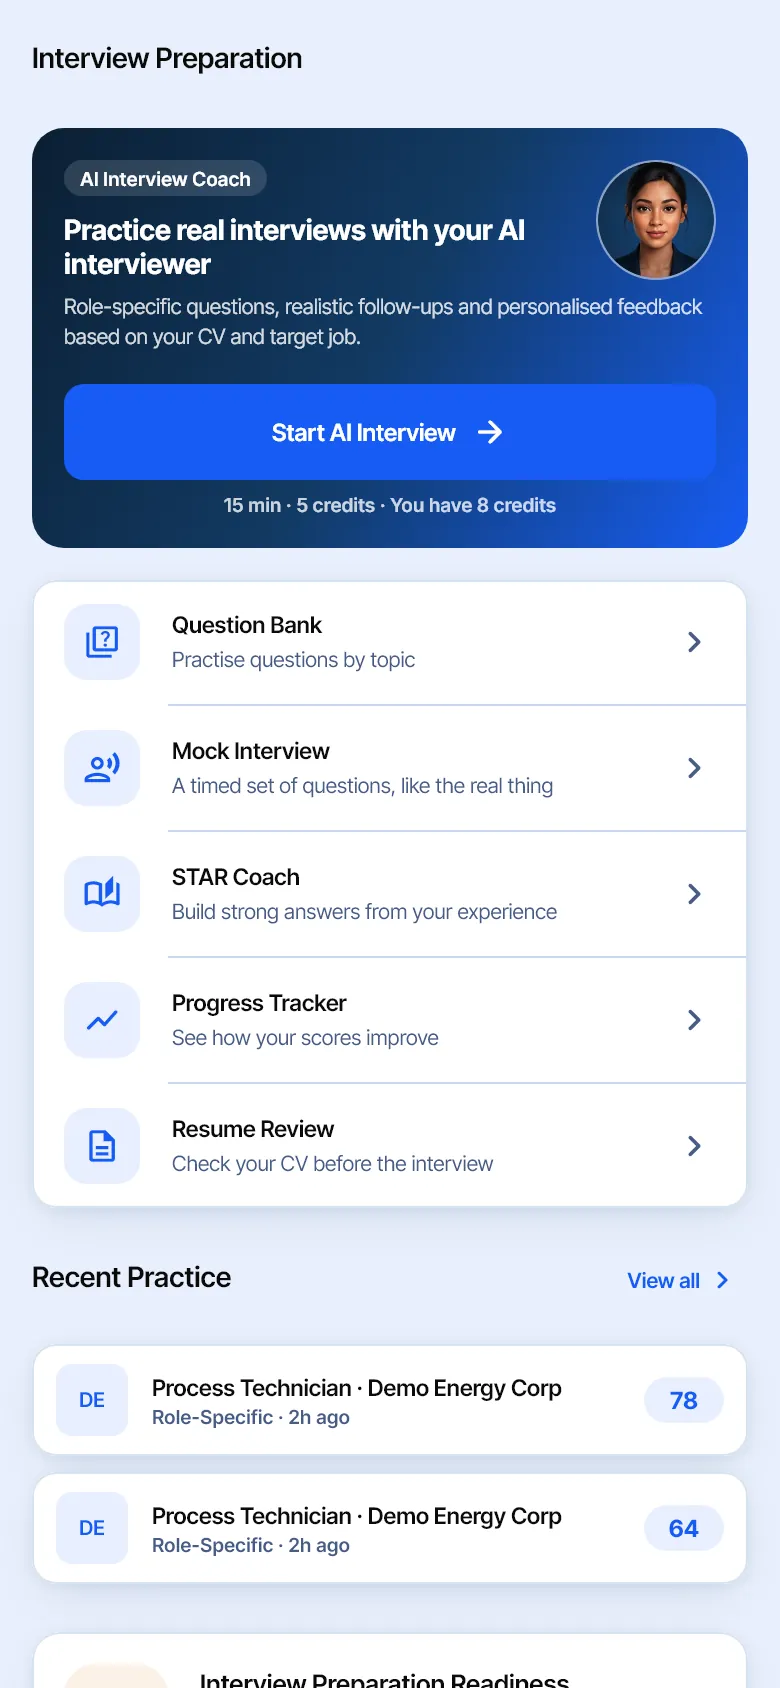 Interview Preparation
AI Interview Coach
Practice real interviews with your AI
interviewer
Role-specific questions, realistic follow-ups and personalised feedback
based on your CV and target job.
Start AI Interview
15 min · 5 credits · You have 8 credits
Question Bank
Practise questions by topic
Mock Interview
A timed set of questions, like the real thing
STAR Coach
Build strong answers from your experience
Progress Tracker
See how your scores improve
Resume Review
Check your CV before the interview
Recent Practice
View all
DE
Process Technician · Demo Energy Corp
78
Role-Specific · 2h ago
DE
Process Technician · Demo Energy Corp
64
Role-Specific · 2h ago
Interview Preparation Readiness